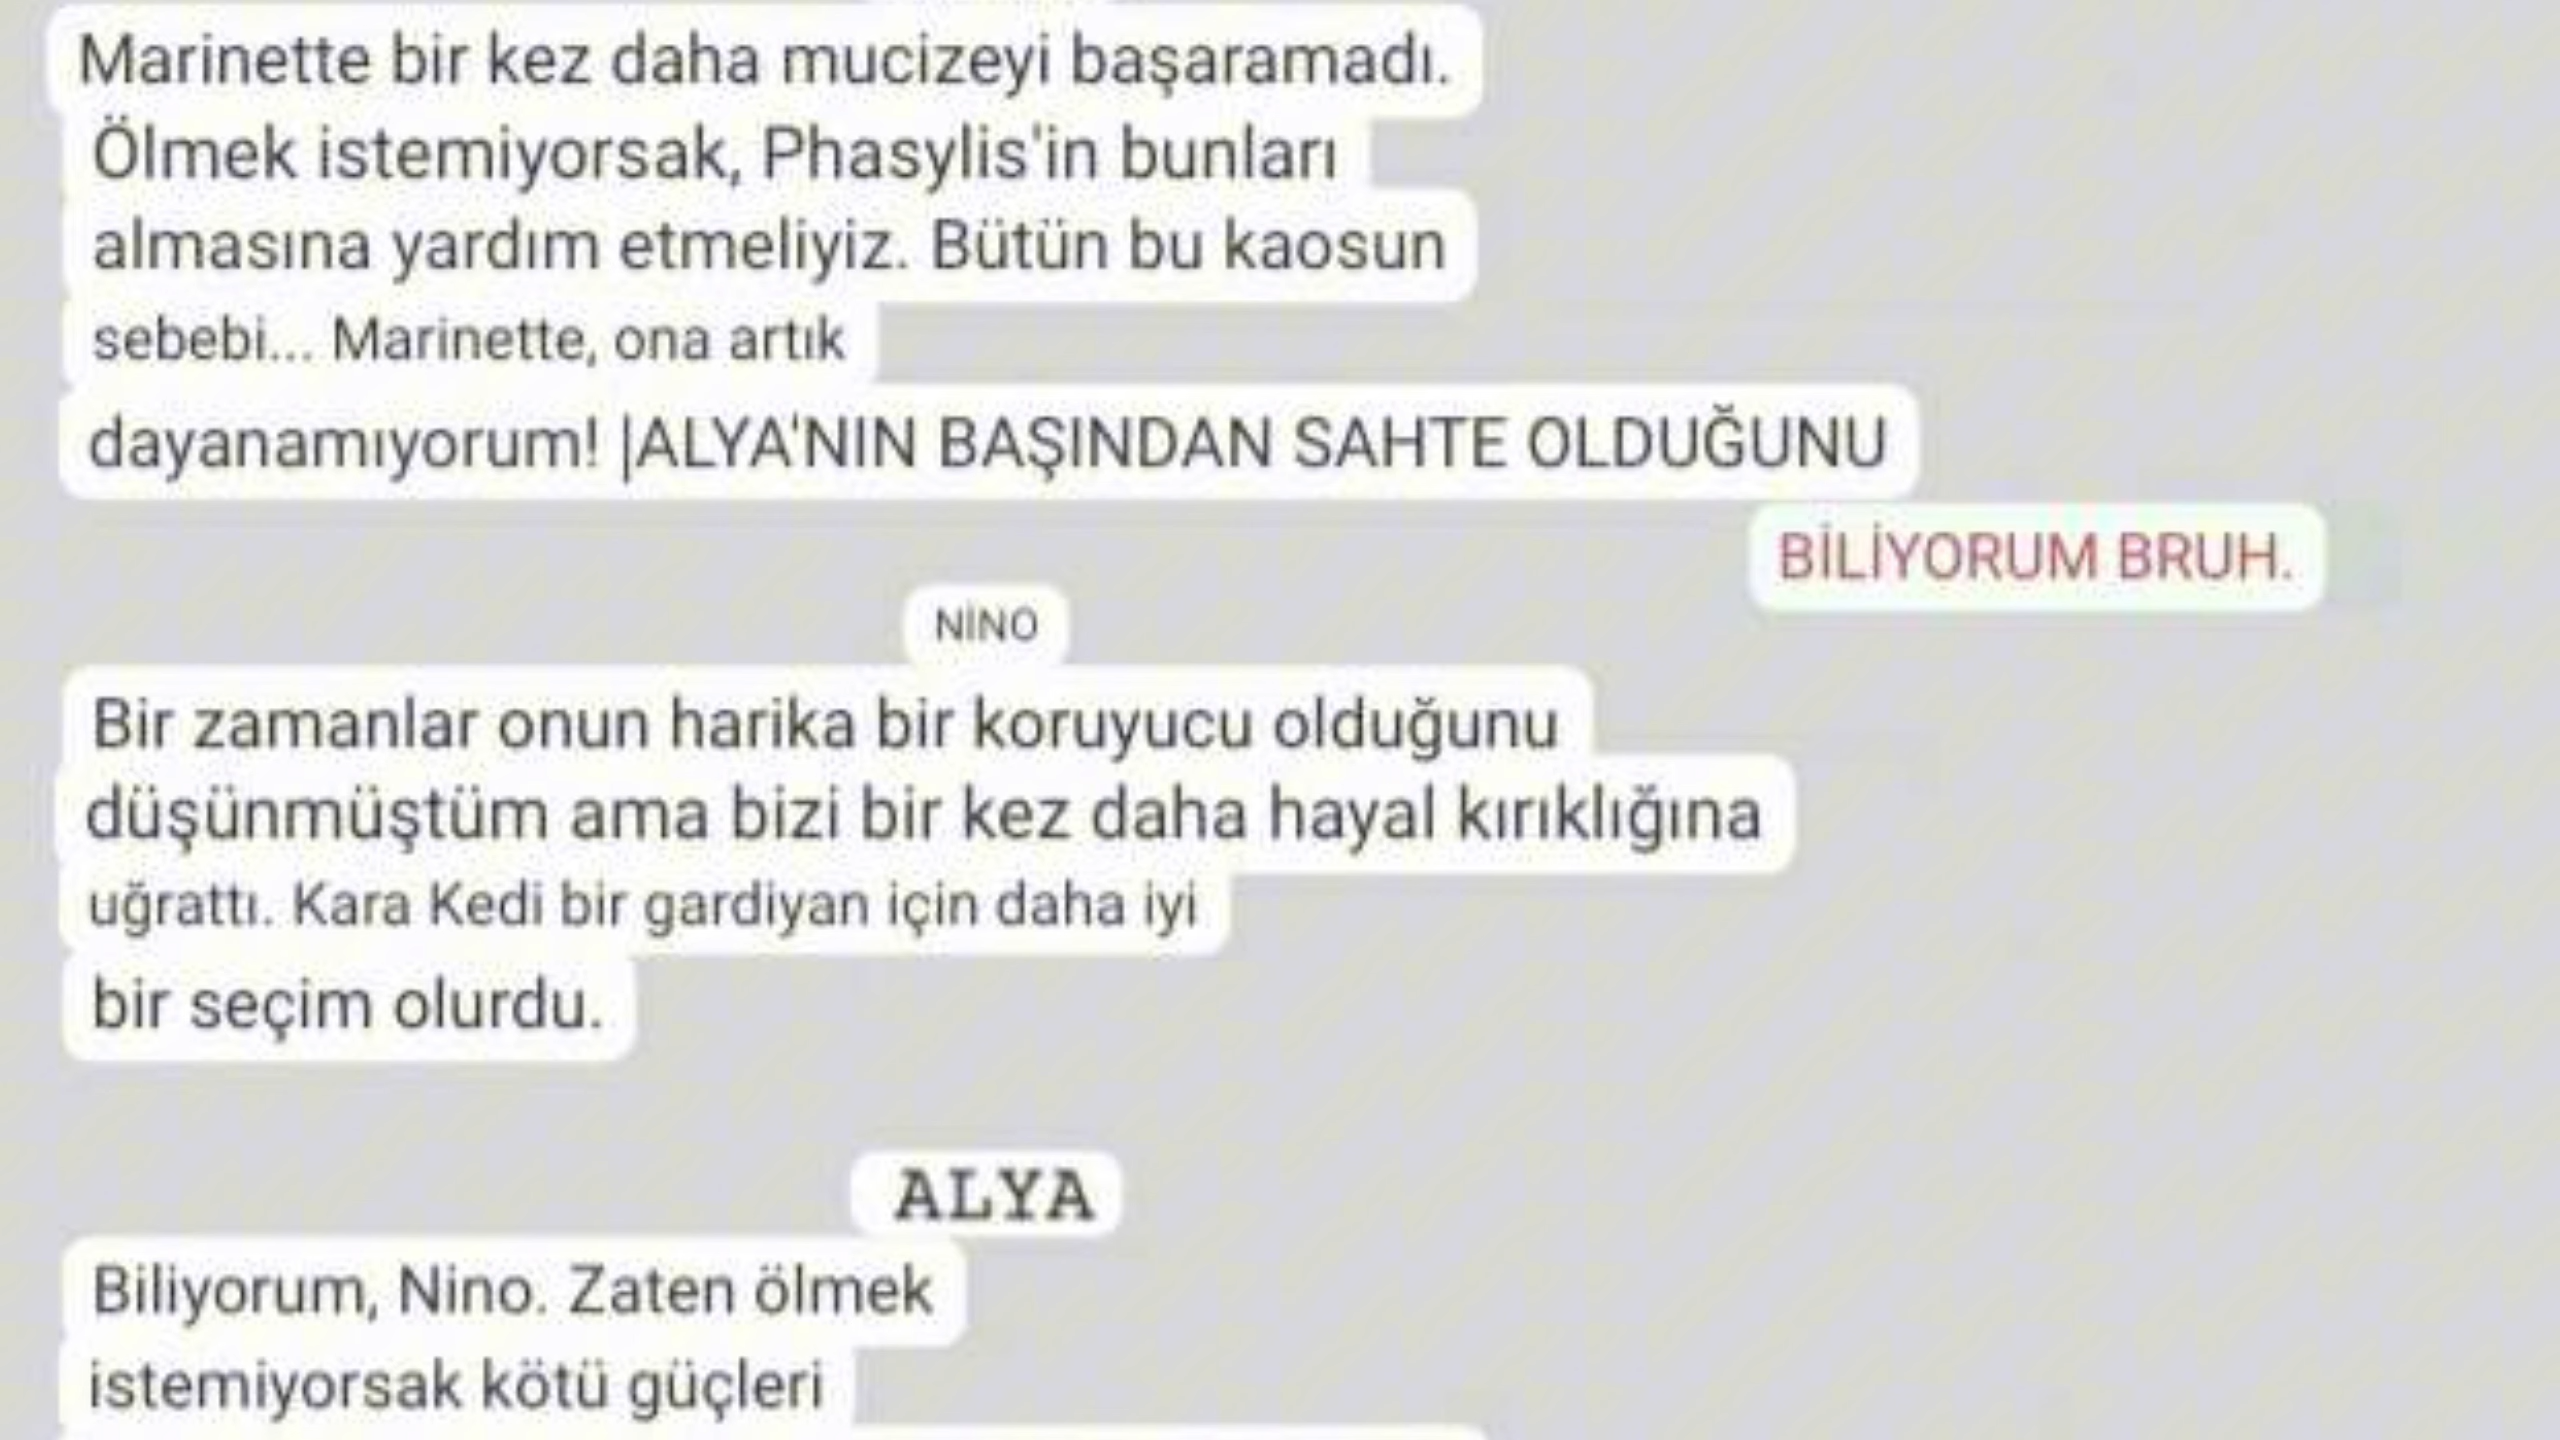 Marinette bir kez daha mucizeyi başaramadı.
Ölmek istemiyorsak, Phasylis'in bunları
almasına yardım etmeliyiz. Bütün bu kaosun
sebebi... Marinette, ona artık
dayanamıyorum! |ALYA'NIN BAŞINDAN SAHTE OLDUĞUNU
BİLİYORUM BRUH.
NİNO
Bir zamanlar onun harika bir koruyucu olduğunu
düşünmüştüm ama bizi bir kez daha hayal kırıklığına
uğrattı. Kara Kedi bir gardiyan için daha iyi
bir seçim olurdu.
ALYA
Biliyorum, Nino. Zaten ölmek
istemiyorsak kötü güçleri